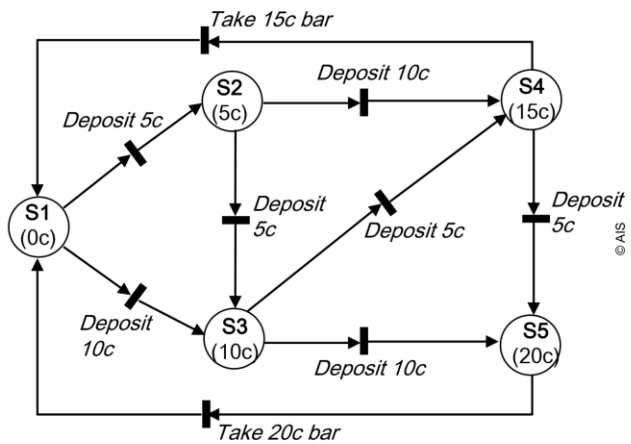 Take 15c bar
S2
(5c)
Deposit 10c
S4
(15c)
Deposit 5c
S1
(0c)
Deposit
5c
Deposit 5c
Deposit
5c
Deposit
10c
S3
(10c)
Deposit 10c
S5
(20c)
Take 20c bar
© AIS